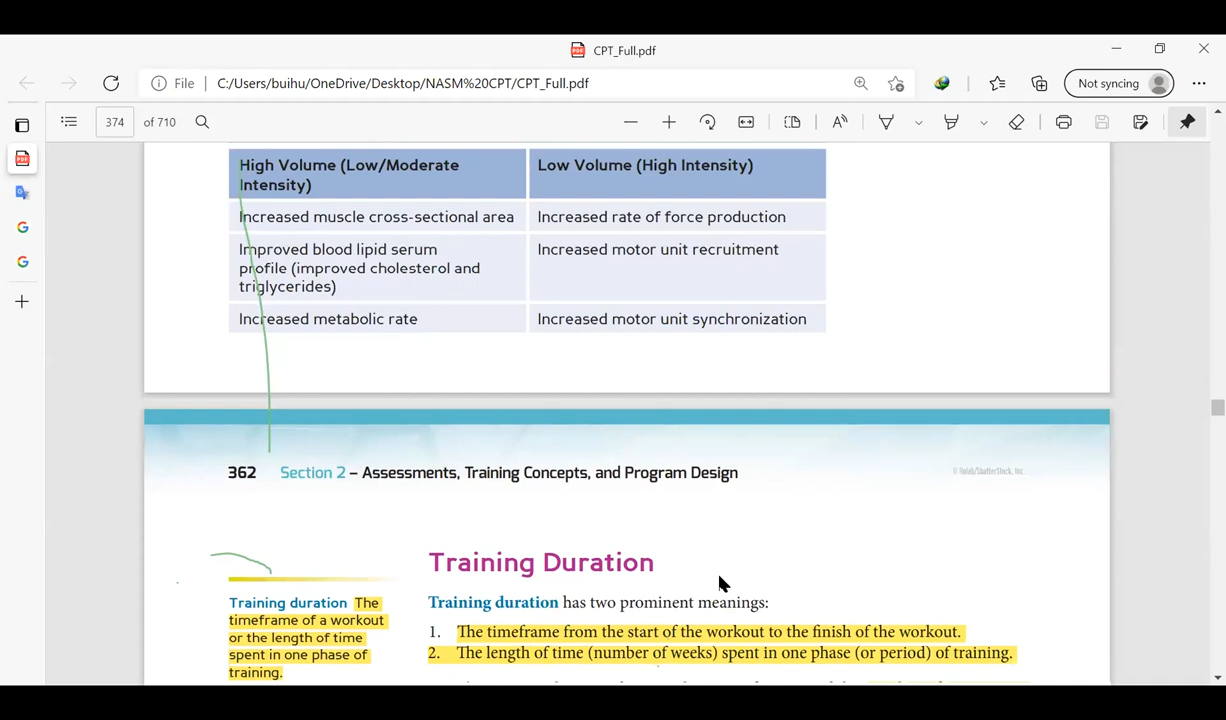 CPT_Full.pdf
File
C:/Users/buihu/OneDrive/Desktop/NASM%20CPT/CPT_Full.pdf
Not syncing
374 of 710
High Volume (Low/Moderate
Intensity)
Low Volume (High Intensity)
Increased muscle cross-sectional area
Increased rate of force production
Improved blood lipid serum
profile (improved cholesterol and
triglycerides)
Increased motor unit recruitment
Increased metabolic rate
Increased motor unit synchronization
362 Section 2 – Assessments, Training Concepts, and Program Design
Training Duration
Training duration The
timeframe of a workout
or the length of time
spent in one phase of
training.
Training duration has two prominent meanings:
1. The timeframe from the start of the workout to the finish of the workout.
2. The length of time (number of weeks) spent in one phase (or period) of training.